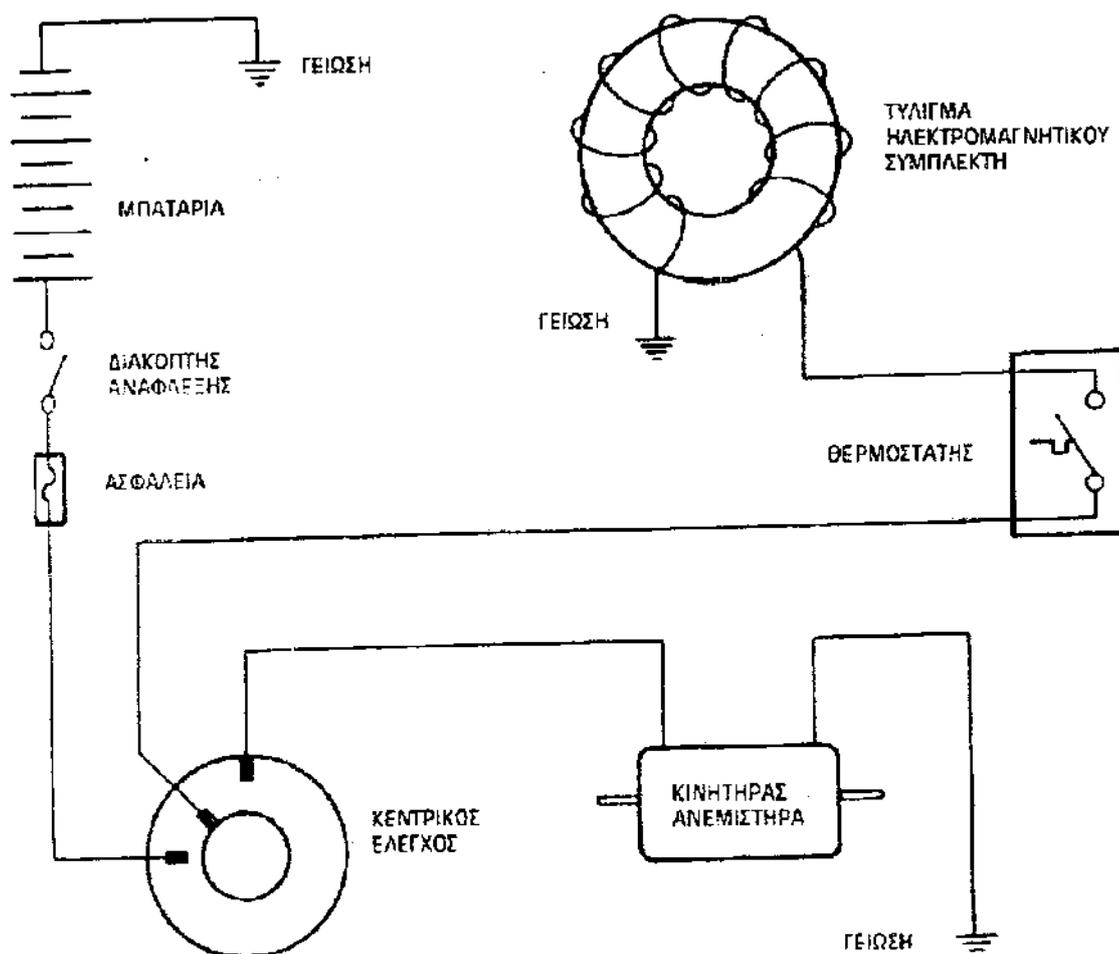 ΓΕΙΩΣΗ
ΤΥΛΙΓΜΑ
ΗΛΕΚΤΡΟΜΑΓΝΗΤΙΚΟΥ
ΣΥΜΠΛΕΚΤΗ
ΜΠΑΤΑΡΙΑ
ΓΕΙΩΣΗ
ΔΙΑΚΟΠΤΗΣ
ΑΝΑΦΛΕΞΗΣ
ΘΕΡΜΟΣΤΑΤΗΣ
ΑΣΦΑΛΕΙΑ
ΚΕΝΤΡΙΚΟΣ
ΕΛΕΓΧΟΣ
ΚΙΝΗΤΗΡΑΣ
ΑΝΕΜΙΣΤΗΡΑ
ΓΕΙΩΣΗ